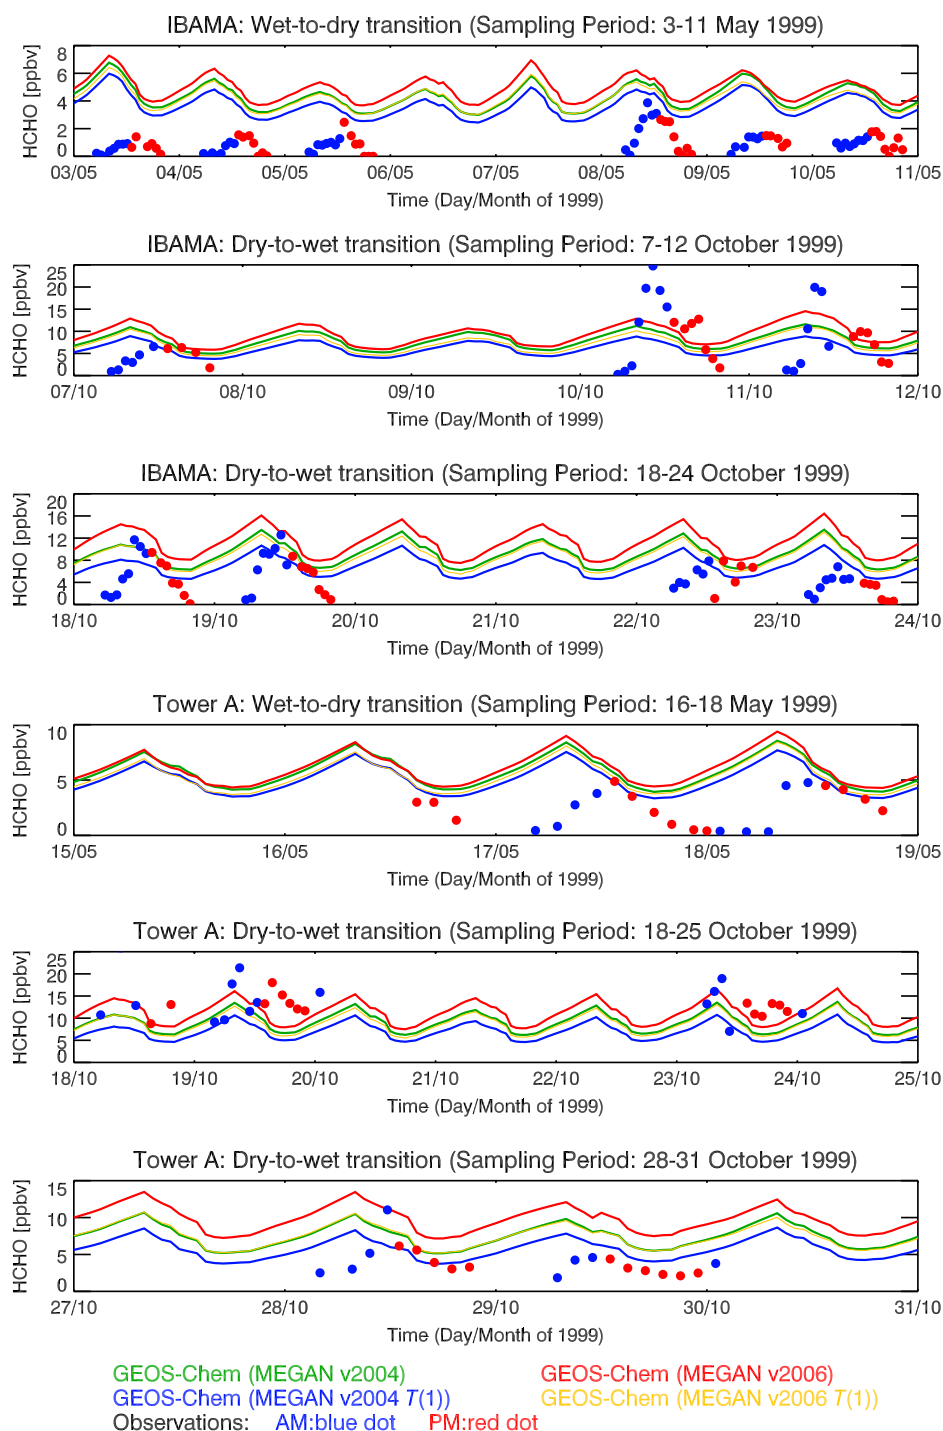 IBAMA: Wet-to-dry transition (Sampling Period: 3-11 May 1999)
HCHO [ppbv]
8
6
4
2
0
03/05 04/05 05/05 06/05 07/05 08/05 09/05 10/05 11/05
Time (Day/Month of 1999)
IBAMA: Dry-to-wet transition (Sampling Period: 7-12 October 1999)
HCHO [ppbv]
25
20
15
10
5
0
07/10 08/10 09/10 10/10 11/10 12/10
Time (Day/Month of 1999)
IBAMA: Dry-to-wet transition (Sampling Period: 18-24 October 1999)
HCHO [ppbv]
20
16
12
8
4
0
18/10 19/10 20/10 21/10 22/10 23/10 24/10
Time (Day/Month of 1999)
Tower A: Wet-to-dry transition (Sampling Period: 16-18 May 1999)
HCHO [ppbv]
10
5
0
15/05 16/05 17/05 18/05 19/05
Time (Day/Month of 1999)
Tower A: Dry-to-wet transition (Sampling Period: 18-25 October 1999)
HCHO [ppbv]
25
20
15
10
5
0
18/10 19/10 20/10 21/10 22/10 23/10 24/10 25/10
Time (Day/Month of 1999)
Tower A: Dry-to-wet transition (Sampling Period: 28-31 October 1999)
HCHO [ppbv]
15
10
5
0
27/10 28/10 29/10 30/10 31/10
Time (Day/Month of 1999)
GEOS-Chem (MEGAN v2004) GEOS-Chem (MEGAN v2006)
GEOS-Chem (MEGAN v2004 T(1)) GEOS-Chem (MEGAN v2006 T(1))
Observations: AM:blue dot PM:red dot